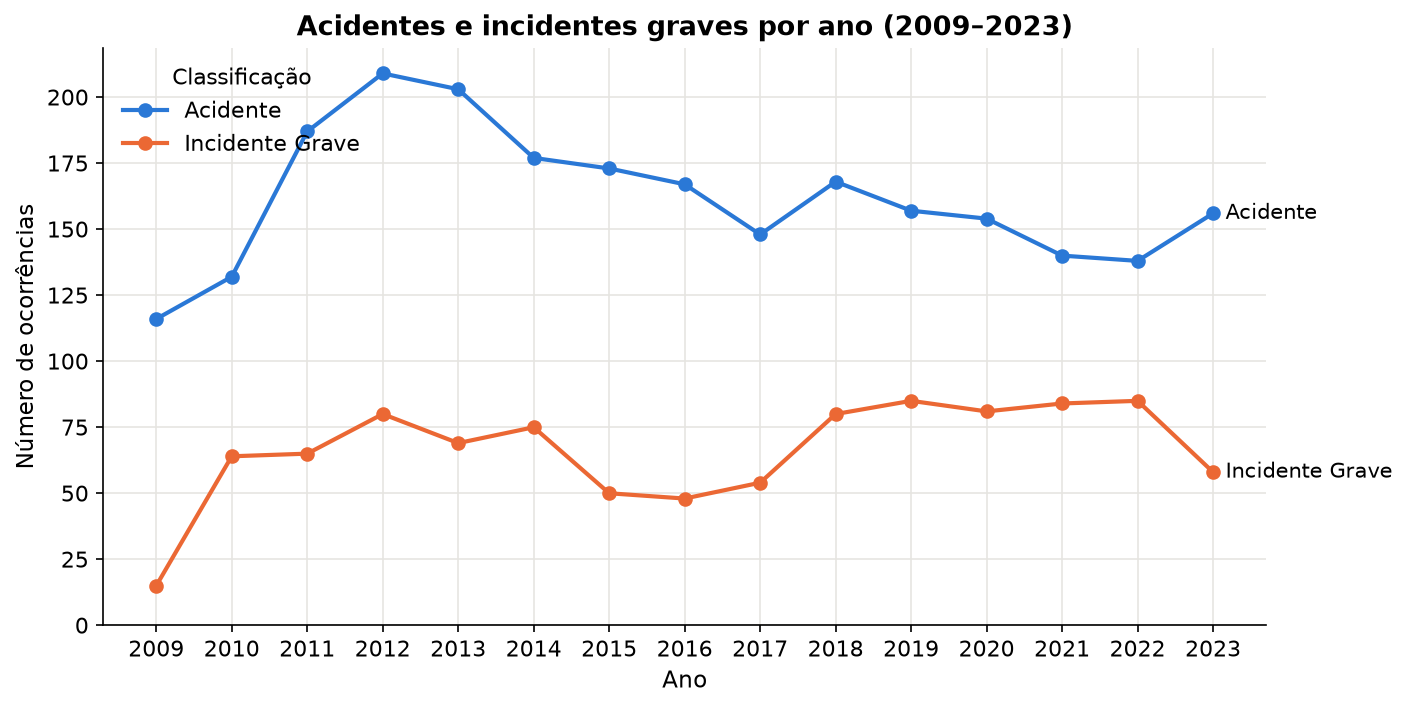 Acidentes e incidentes graves por ano (2009–2023)
Classificação
Acidente
Incidente Grave
Número de ocorrências
200
175
150
125
100
75
50
25
0
Acidente
Incidente Grave
2009 2010 2011 2012 2013 2014 2015 2016 2017 2018 2019 2020 2021 2022 2023
Ano